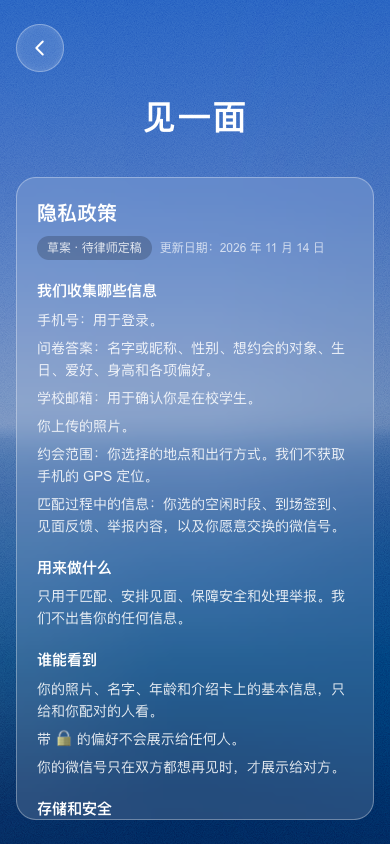 见一面
隐私政策
草案 · 待律师定稿 更新日期：2026 年 11 月 14 日
我们收集哪些信息
手机号：用于登录。
问卷答案：名字或昵称、性别、想约会的对象、生
日、爱好、身高和各项偏好。
学校邮箱：用于确认你是在校学生。
你上传的照片。
约会范围：你选择的地点和出行方式。我们不获取
手机的 GPS 定位。
匹配过程中的信息：你选的空闲时段、到场签到、
见面反馈、举报内容，以及你愿意交换的微信号。
用来做什么
只用于匹配、安排见面、保障安全和处理举报。我
们不出售你的任何信息。
谁能看到
你的照片、名字、年龄和介绍卡上的基本信息，只
给和你配对的人看。
带 🔒 的偏好不会展示给任何人。
你的微信号只在双方都想再见时，才展示给对方。
存储和安全